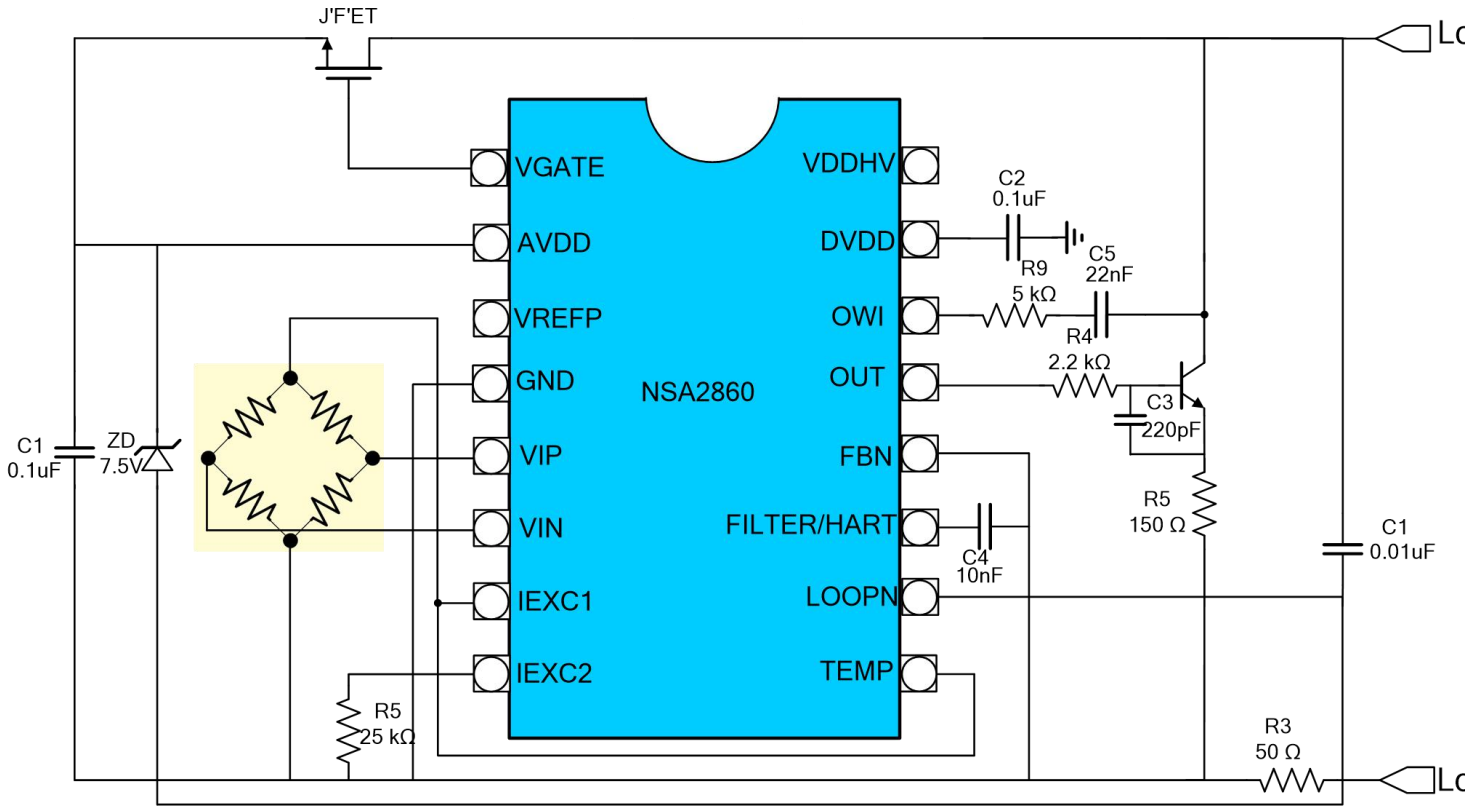 J'F'ET
Lo
VGATE
VDDHV
C2
0.1uF
AVDD
DVDD
C5
22nF
R9
5 kΩ
VREFP
OWI
R4
2.2 kΩ
GND
NSA2860
OUT
C3
220pF
C1
0.1uF
ZD
7.5V
VIP
FBN
R5
150 Ω
VIN
FILTER/HART
C4
10nF
C1
0.01uF
IEXC1
LOOPN
IEXC2
TEMP
R5
25 kΩ
R3
50 Ω
Lo